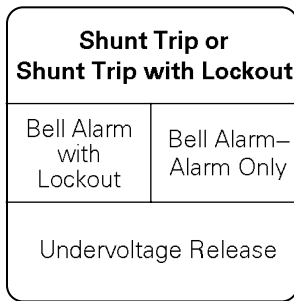 Shunt Trip or
Shunt Trip with Lockout
Bell Alarm
with
Lockout
Bell Alarm–
Alarm Only
Undervoltage Release